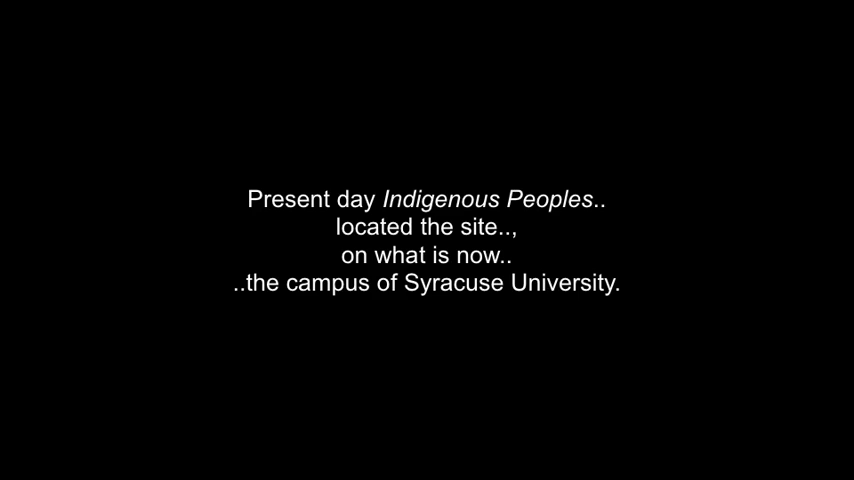 Present day Indigenous Peoples..
located the site..,
on what is now..
..the campus of Syracuse University.